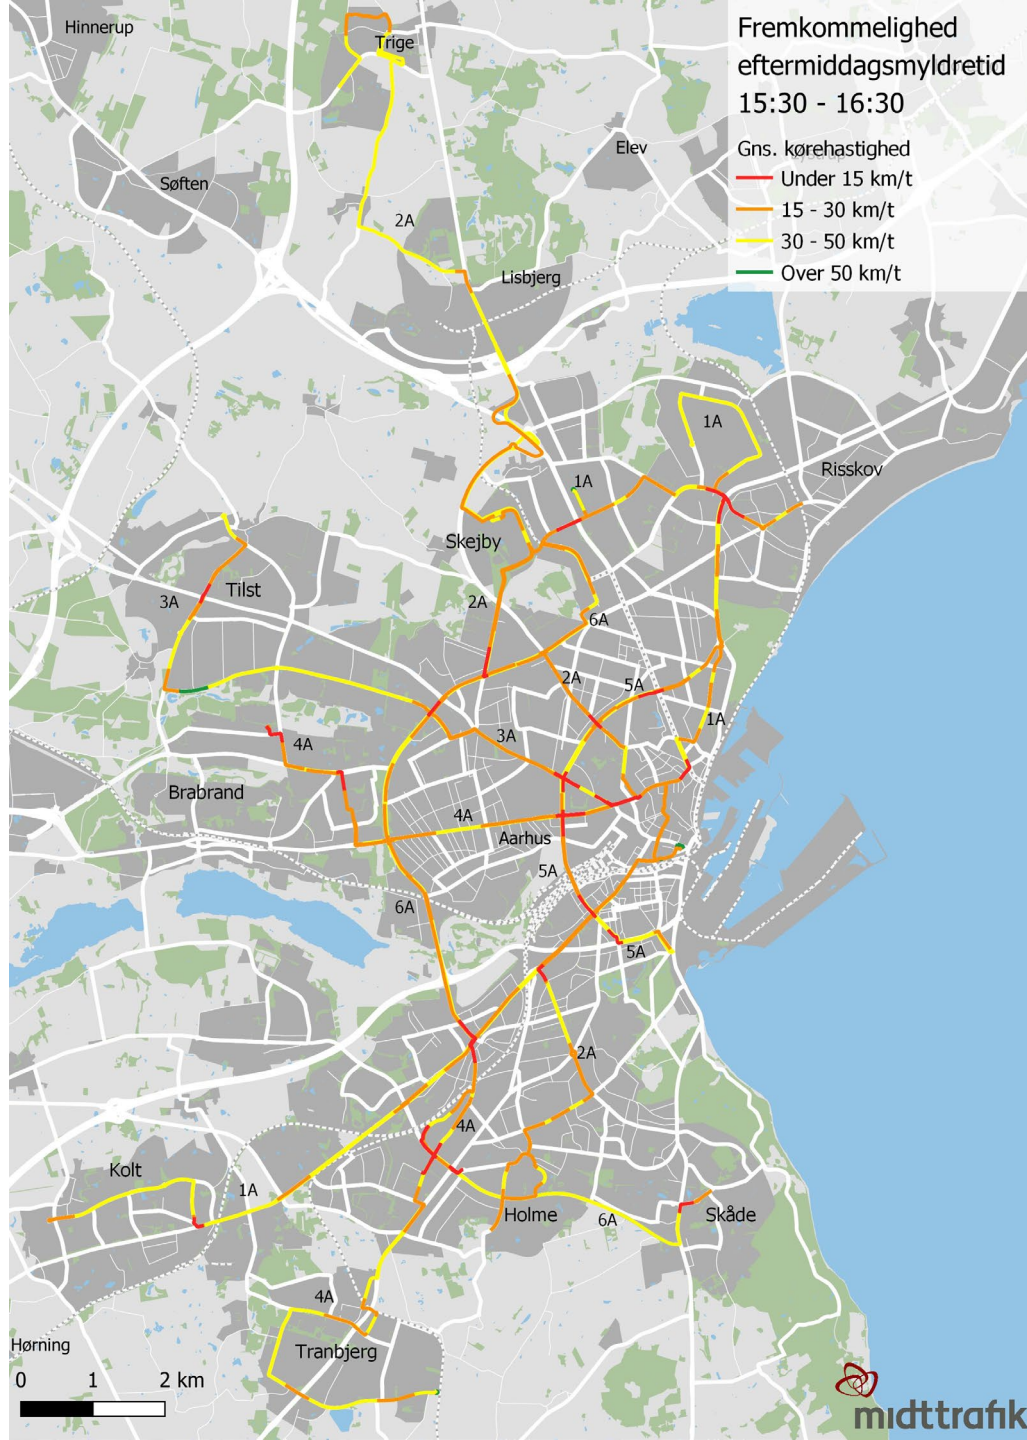 Fremkommelighed
eftermiddagsmyldretid
15:30 - 16:30
Gns. kørehastighed
Under 15 km/t
15 - 30 km/t
30 - 50 km/t
Over 50 km/t
Hinnerup
Trige
Elev
Søften
2A
Lisbjerg
1A
Risskov
1A
Skejby
Tilst
3A
2A
6A
2A
5A
1A
3A
4A
Brabrand
4A
Aarhus
5A
6A
5A
2A
4A
Kolt
1A
Holme
6A
Skåde
4A
Hørning
Tranbjerg
0 1 2 km
midttrafik